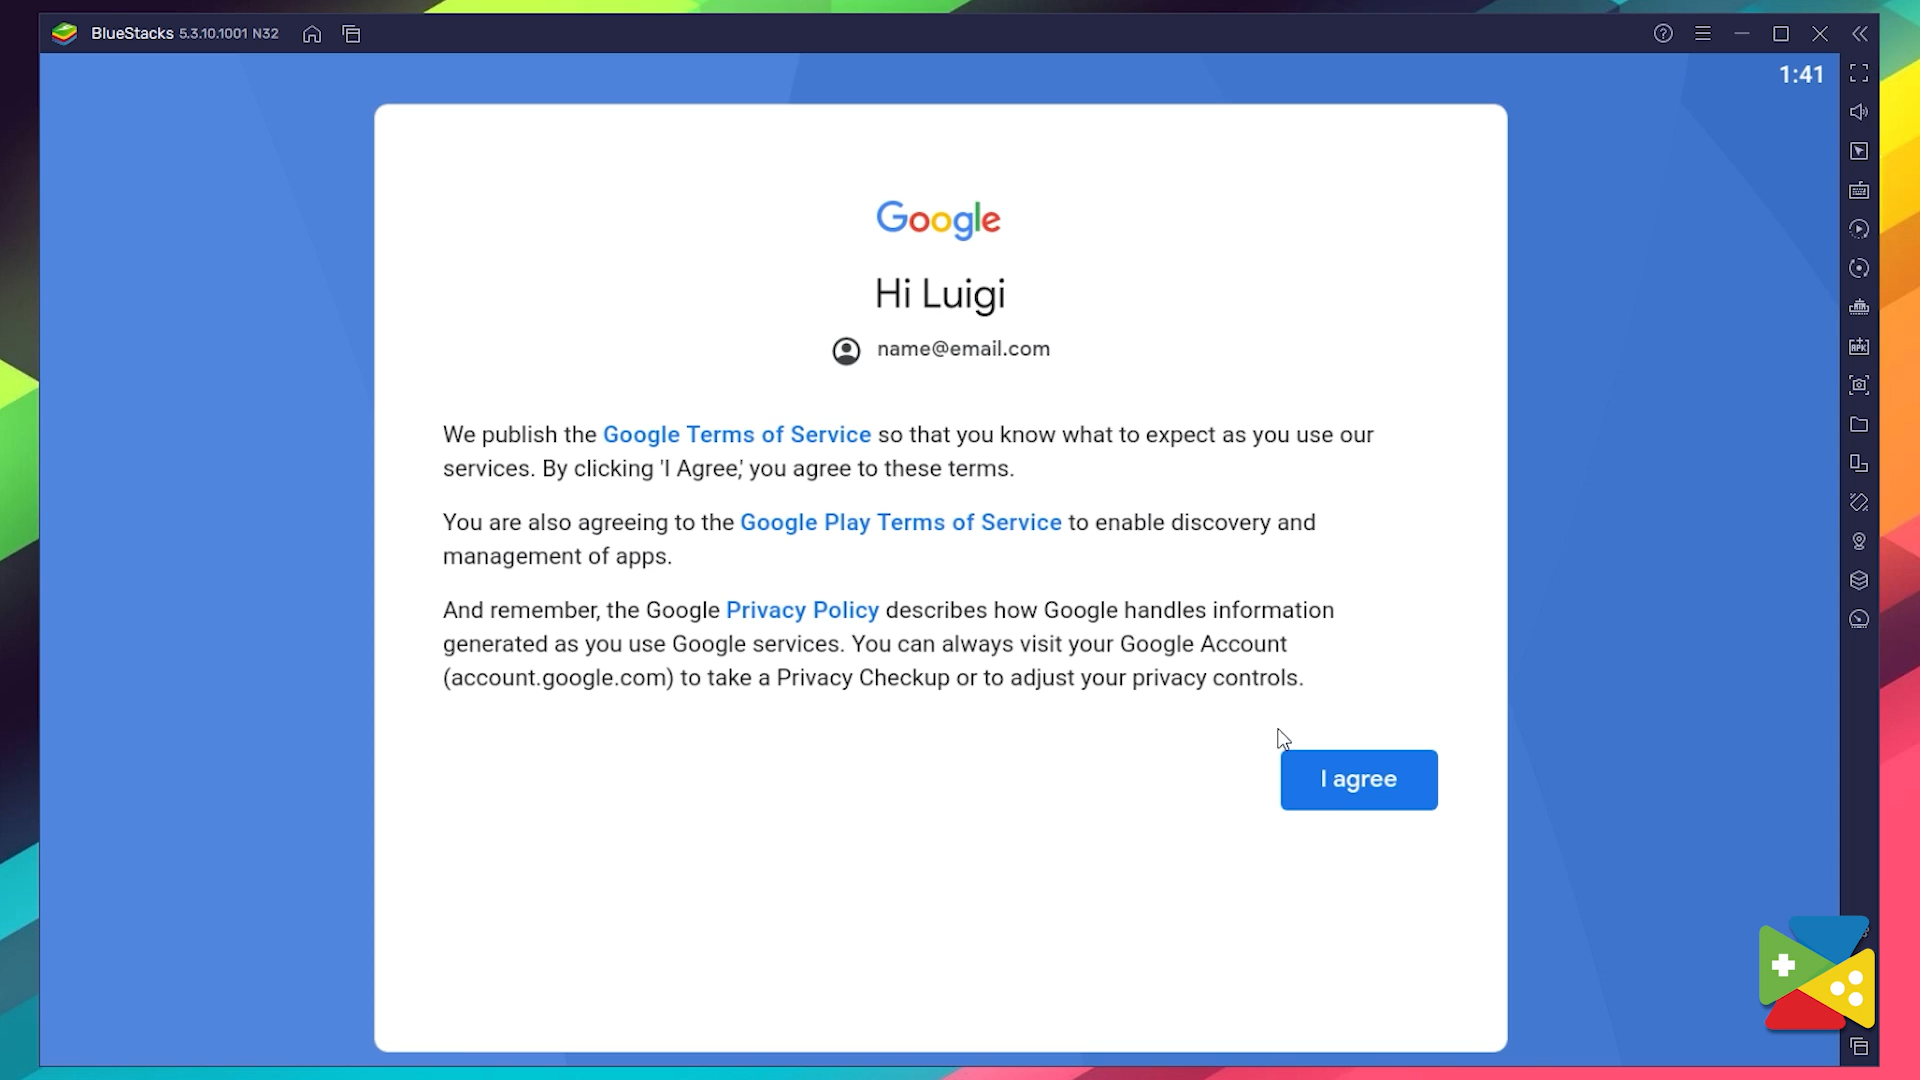 BlueStacks 5.3.10.1001 N32
1:41
Google
Hi Luigi
name@email.com
We publish the Google Terms of Service so that you know what to expect as you use our
services. By clicking 'I Agree,' you agree to these terms.
You are also agreeing to the Google Play Terms of Service to enable discovery and
management of apps.
And remember, the Google Privacy Policy describes how Google handles information
generated as you use Google services. You can always visit your Google Account
(account.google.com) to take a Privacy Checkup or to adjust your privacy controls.
I agree
APK